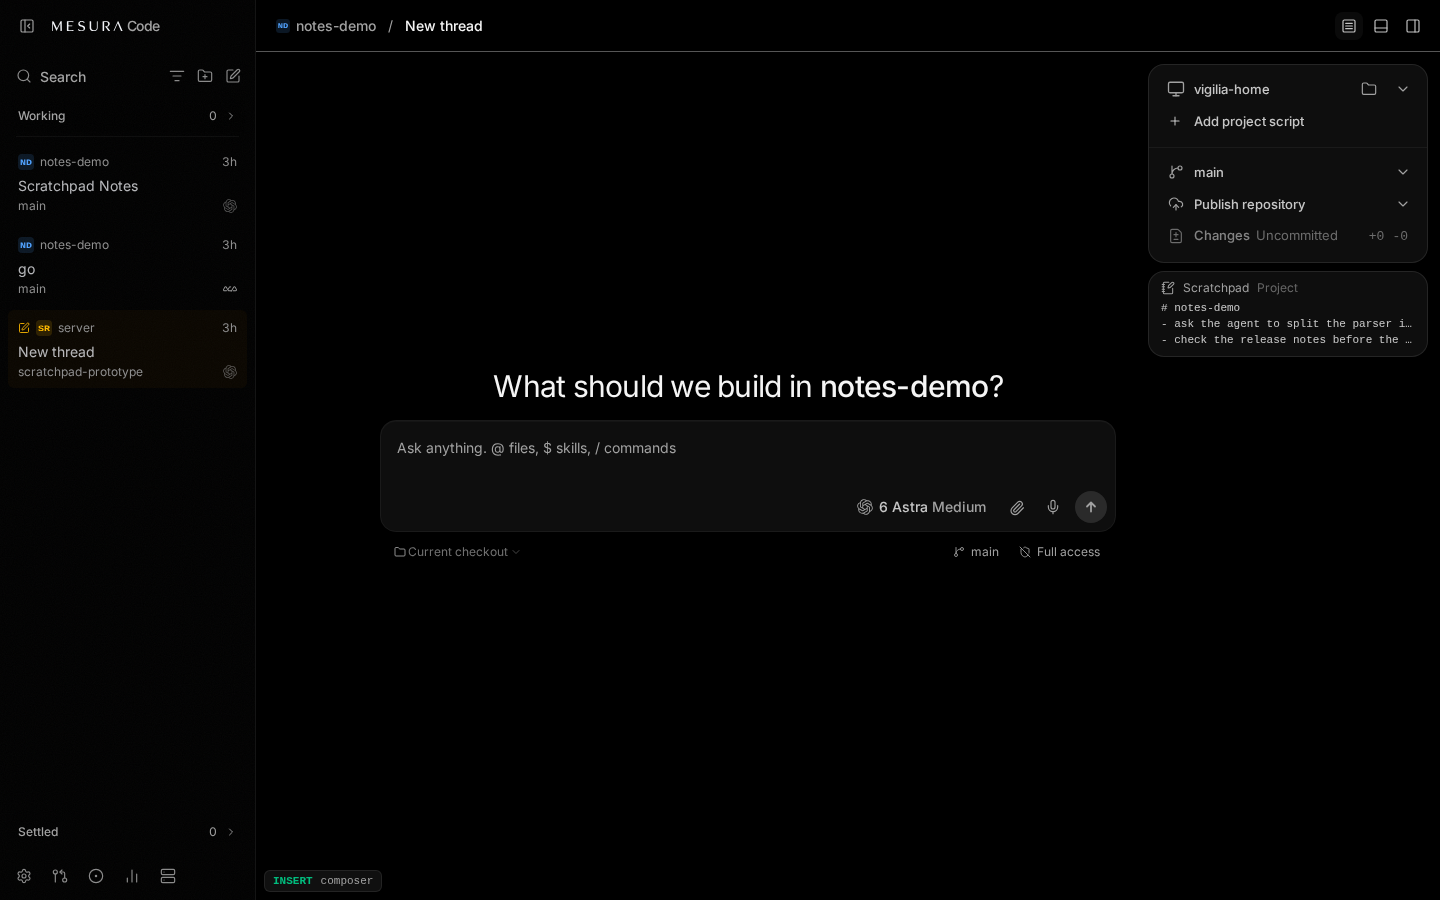 MESURA Code
Search
Working 0
ND notes-demo 3h
Scratchpad Notes
main
ND notes-demo 3h
go
main
SR server 3h
New thread
scratchpad-prototype
Settled 0
ND notes-demo / New thread
What should we build in notes-demo?
Ask anything. @ files, $ skills, / commands
6 Astra Medium
Current checkout
main
Full access
INSERT composer
vigilia-home
Add project script
main
Publish repository
Changes Uncommitted +0 -0
Scratchpad Project
# notes-demo
- ask the agent to split the parser i…
- check the release notes before the …